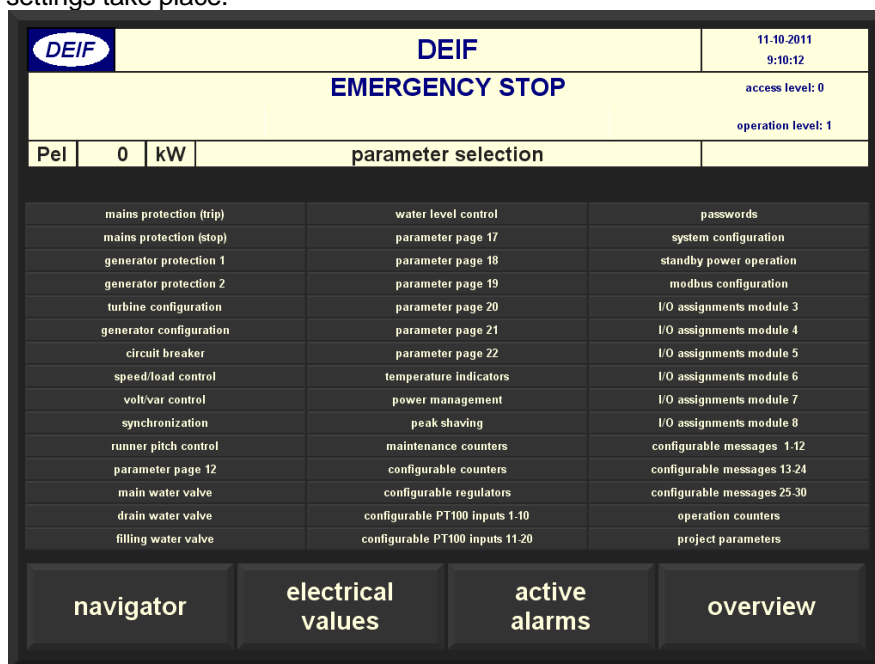 settings take place.
DEIF
DEIF
11-10-2011
9:10:12
EMERGENCY STOP
access level: 0
operation level: 1
Pel 0 kW parameter selection
mains protection (trip) water level control passwords
mains protection (stop) parameter page 17 system configuration
generator protection 1 parameter page 18 standby power operation
generator protection 2 parameter page 19 modbus configuration
turbine configuration parameter page 20 I/O assignments module 3
generator configuration parameter page 21 I/O assignments module 4
circuit breaker parameter page 22 I/O assignments module 5
speed/load control temperature indicators I/O assignments module 6
volt/var control power management I/O assignments module 7
synchronization peak shaving I/O assignments module 8
runner pitch control maintenance counters configurable messages 1-12
parameter page 12 configurable counters configurable messages 13-24
main water valve configurable regulators configurable messages 25-30
drain water valve configurable PT100 inputs 1-10 operation counters
filling water valve configurable PT100 inputs 11-20 project parameters
navigator electrical values active alarms overview